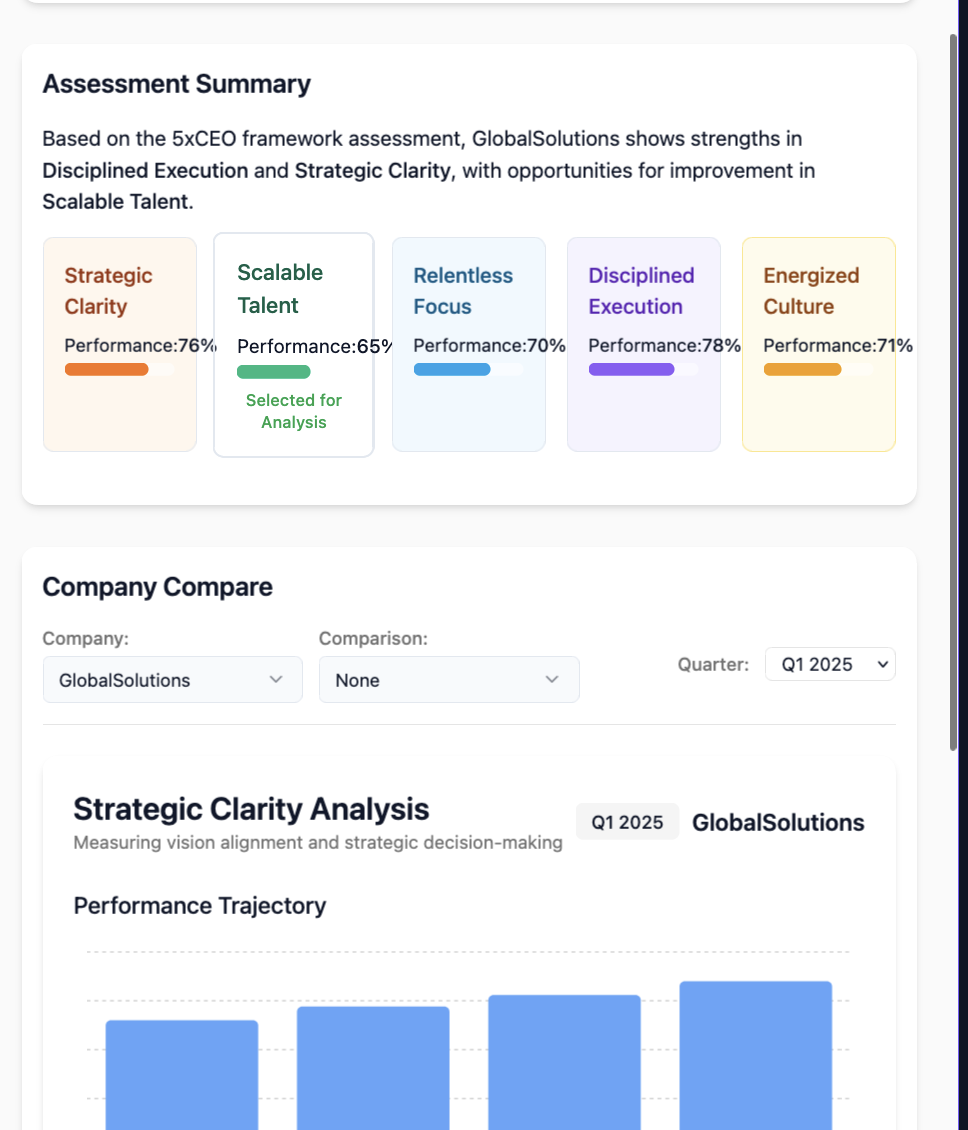 Assessment Summary
Based on the 5xCEO framework assessment, GlobalSolutions shows strengths in
Disciplined Execution and Strategic Clarity, with opportunities for improvement in
Scalable Talent.
Strategic
Clarity
Performance:76%
Scalable
Talent
Performance:65%
Selected for
Analysis
Relentless
Focus
Performance:70%
Disciplined
Execution
Performance:78%
Energized
Culture
Performance:71%
Company Compare
Company:
GlobalSolutions
Comparison:
None
Quarter:
Q1 2025
Strategic Clarity Analysis
Measuring vision alignment and strategic decision-making
Q1 2025
GlobalSolutions
Performance Trajectory